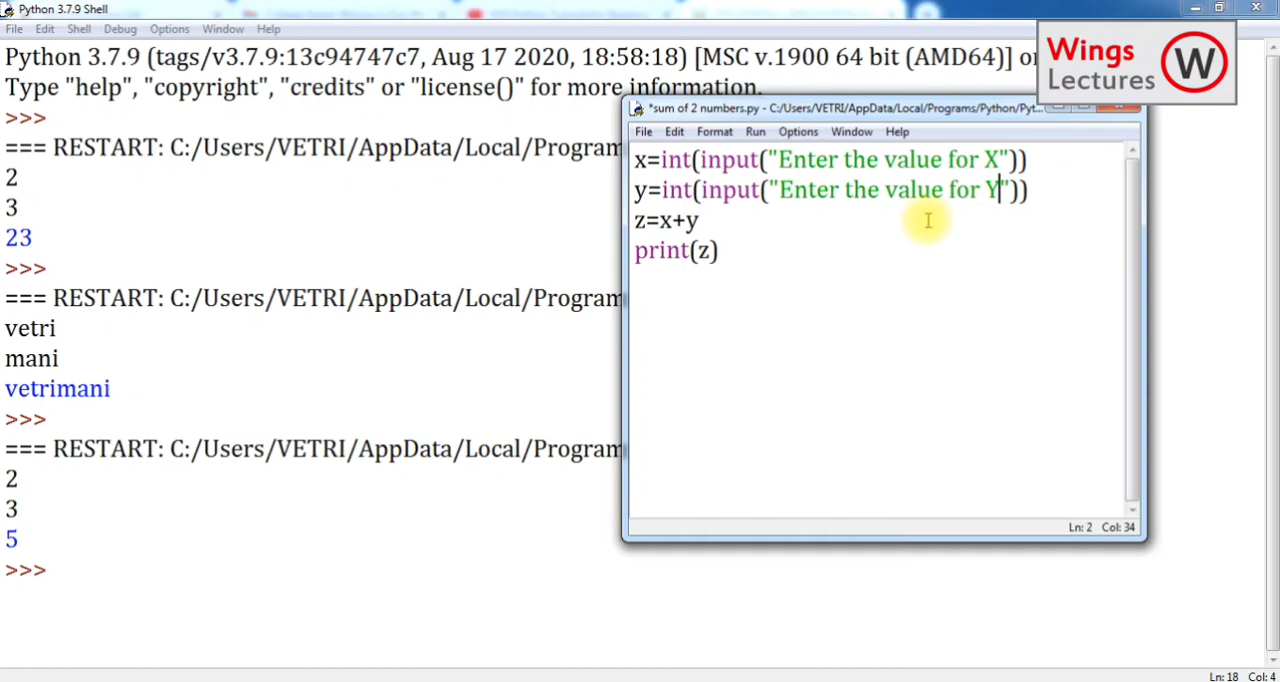 Python 3.7.9 Shell
File Edit Shell Debug Options Window Help
Python 3.7.9 (tags/v3.7.9:13c94747c7, Aug 17 2020, 18:58:18) [MSC v.1900 64 bit (AMD64)] on
Type "help", "copyright", "credits" or "license()" for more information.
>>>
=== RESTART: C:/Users/VETRI/AppData/Local/Program
2
3
23
>>>
=== RESTART: C:/Users/VETRI/AppData/Local/Program
vetri
mani
vetrimani
>>>
=== RESTART: C:/Users/VETRI/AppData/Local/Program
2
3
5
>>>
Ln: 18 Col: 4
Wings
Lectures
W
*sum of 2 numbers.py - C:/Users/VETRI/AppData/Local/Programs/Python/Pyt...
File Edit Format Run Options Window Help
x=int(input("Enter the value for X"))
y=int(input("Enter the value for Y"))
z=x+y
print(z)
Ln: 2 Col: 34